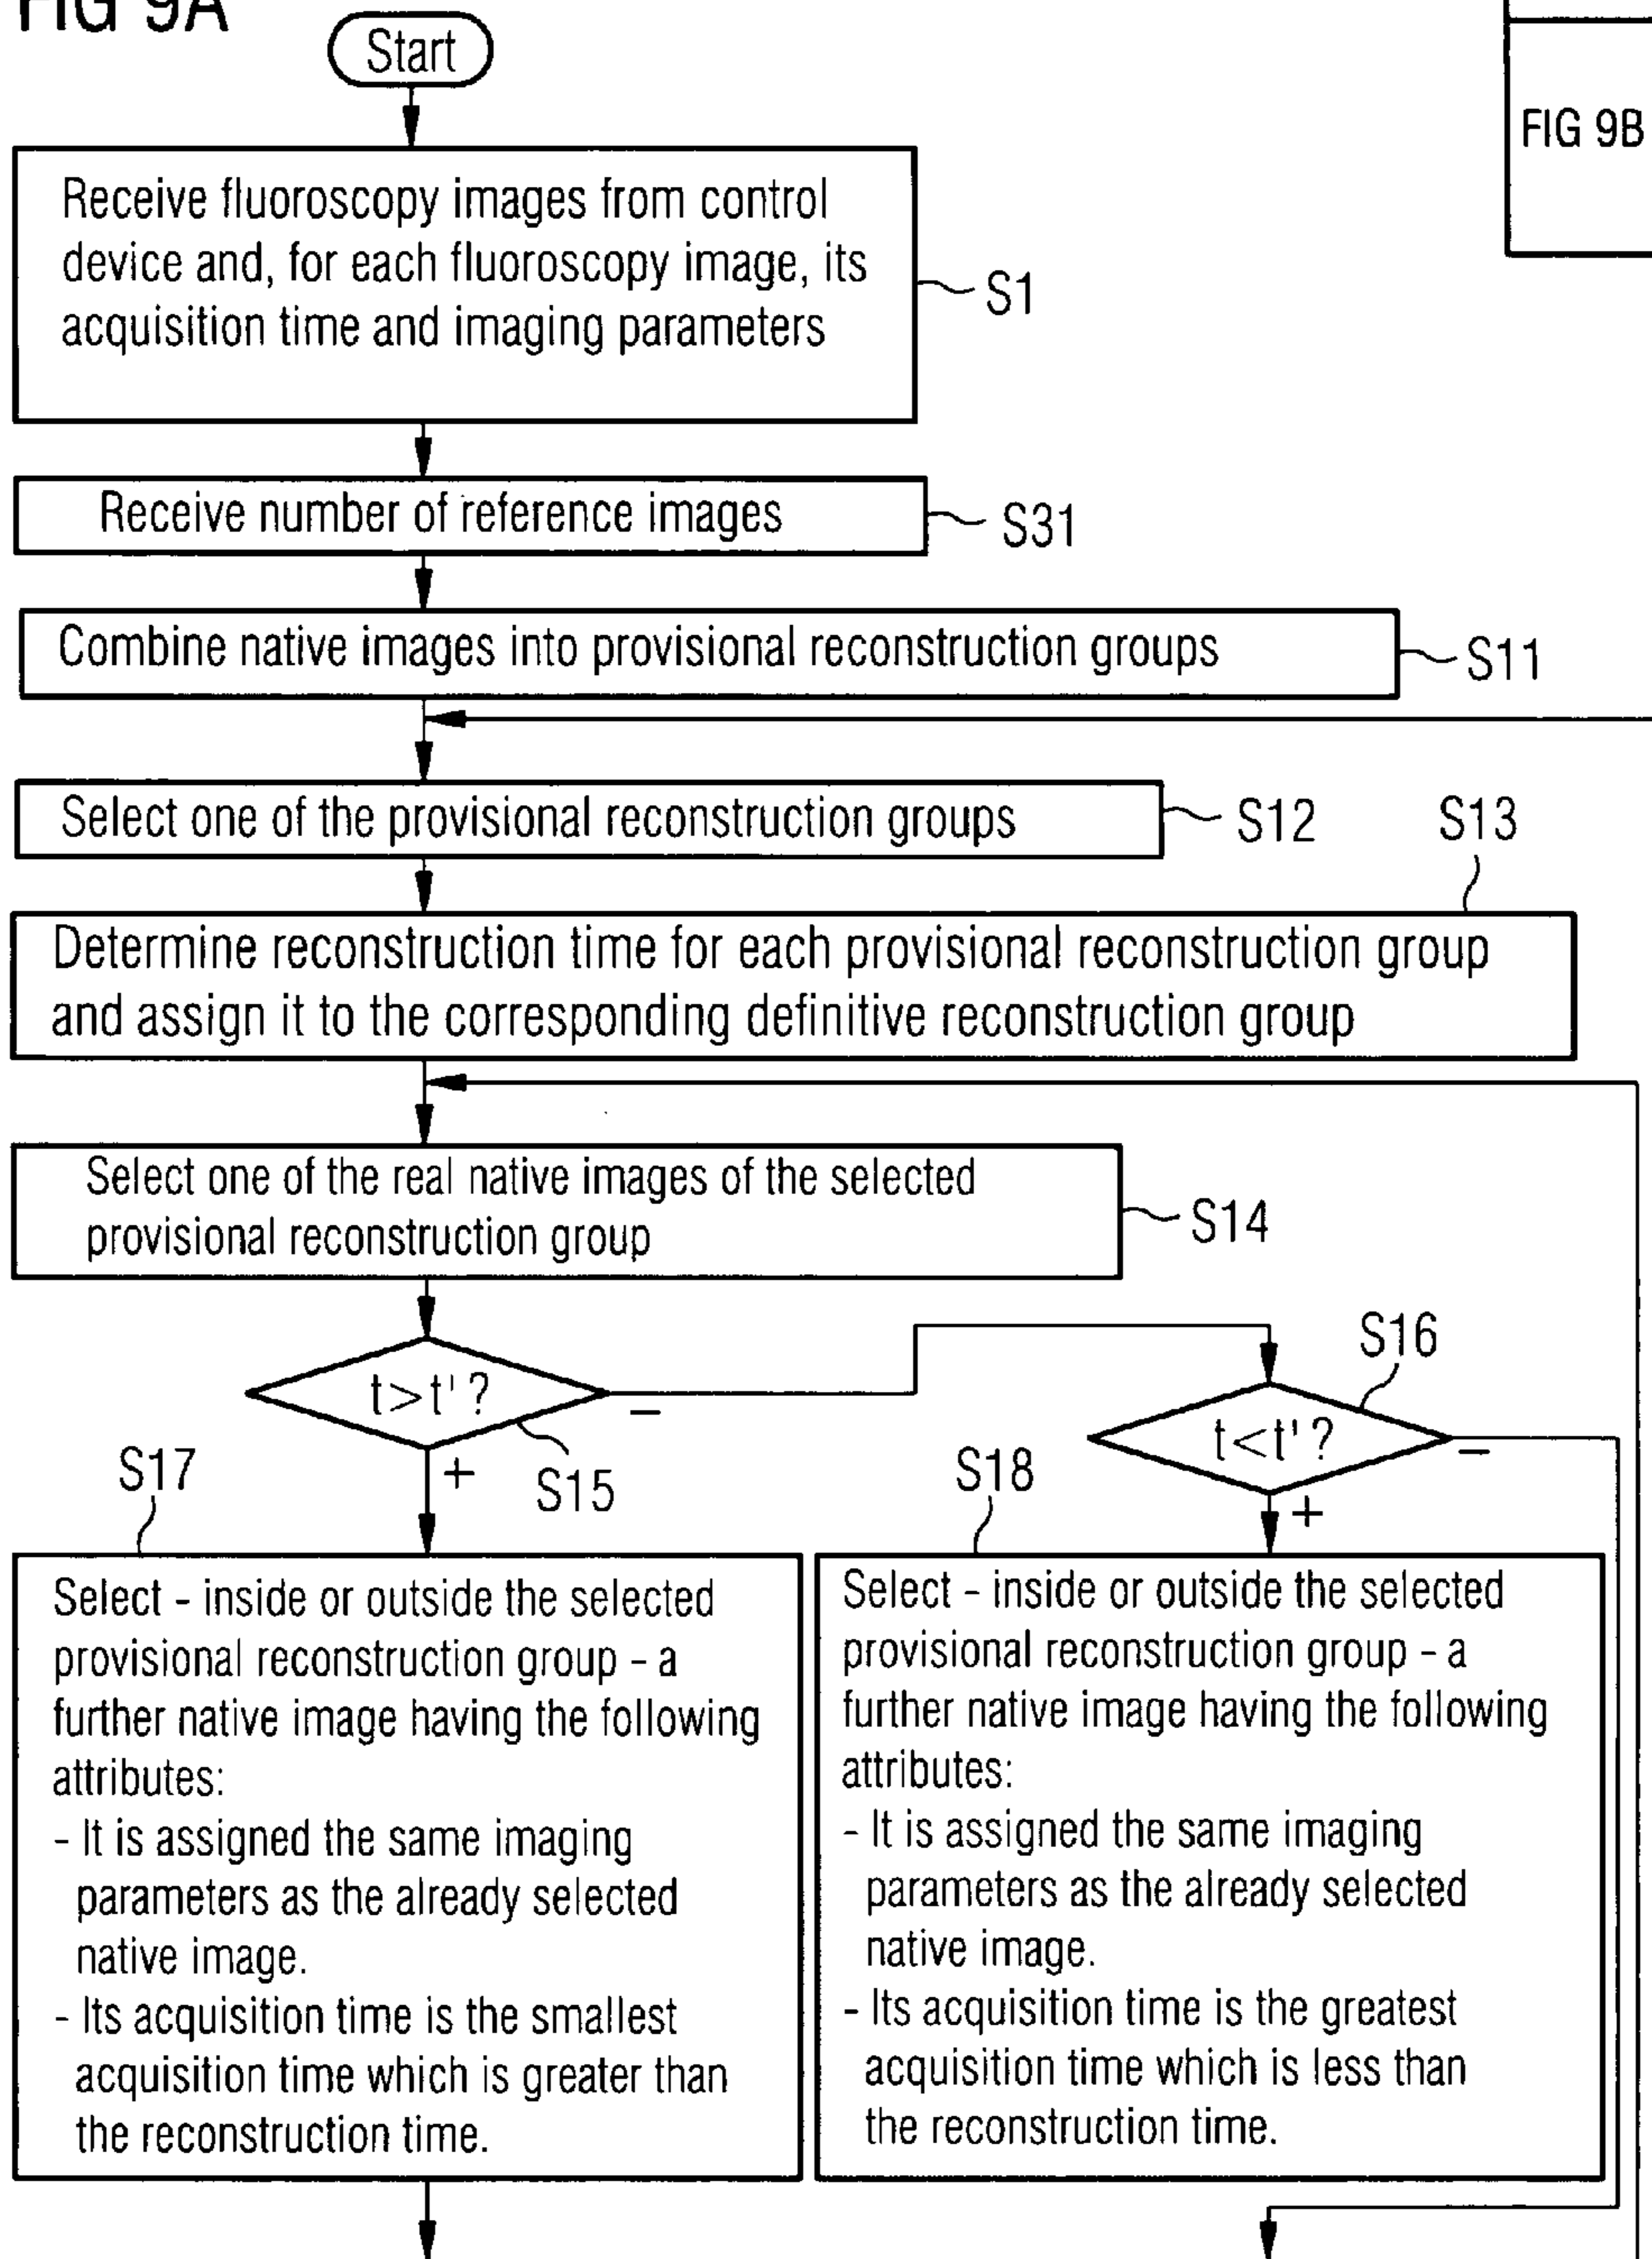 FIG 9A
Start
FIG 9B
Receive fluoroscopy images from control
device and, for each fluoroscopy image, its
acquisition time and imaging parameters
S1
Receive number of reference images
S31
Combine native images into provisional reconstruction groups
S11
Select one of the provisional reconstruction groups
S12
S13
Determine reconstruction time for each provisional reconstruction group
and assign it to the corresponding definitive reconstruction group
Select one of the real native images of the selected
provisional reconstruction group
S14
t>t'?
–
S15
+
S16
t<t'?
–
+
S17
Select - inside or outside the selected
provisional reconstruction group - a
further native image having the following
attributes:
- It is assigned the same imaging
parameters as the already selected
native image.
- Its acquisition time is the smallest
acquisition time which is greater than
the reconstruction time.
S18
Select - inside or outside the selected
provisional reconstruction group - a
further native image having the following
attributes:
- It is assigned the same imaging
parameters as the already selected
native image.
- Its acquisition time is the greatest
acquisition time which is less than
the reconstruction time.